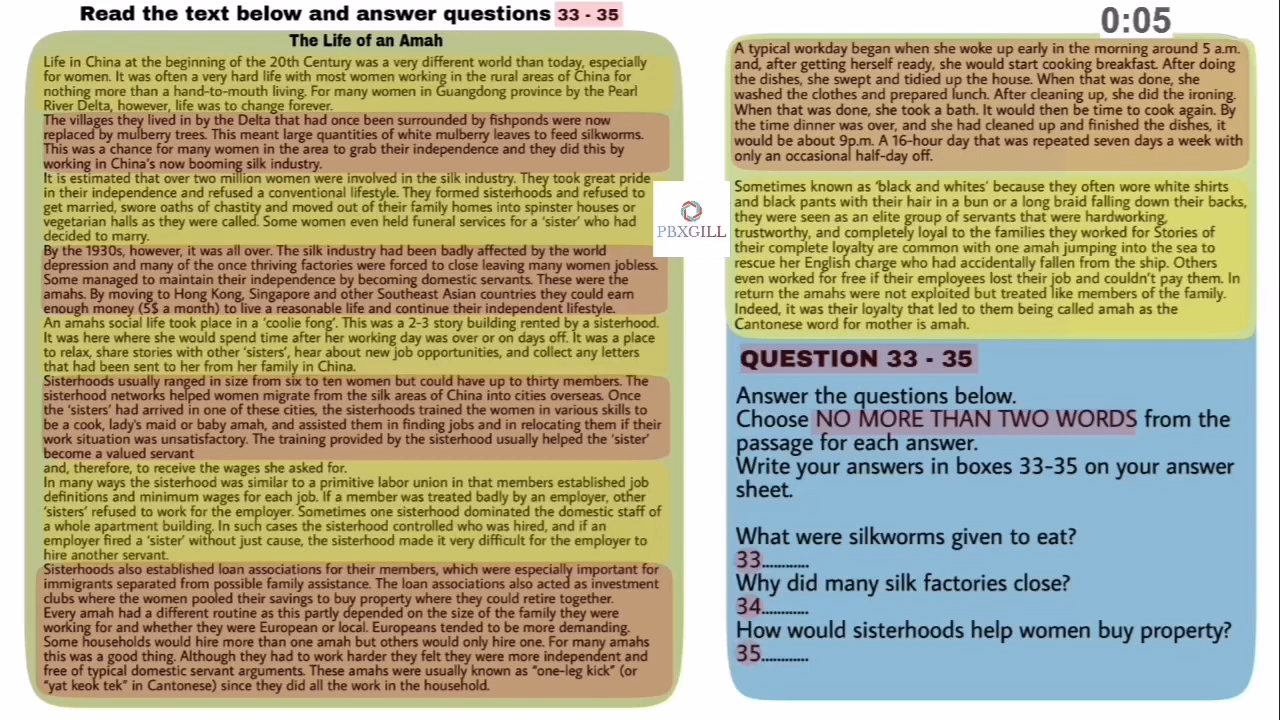 Read the text below and answer questions 33 - 35
The Life of an Amah
Life in China at the beginning of the 20th Century was a very different world than today, especially
for women. It was often a very hard life with most women working in the rural areas of China for
nothing more than a hand-to-mouth living. For many women in Guangdong province by the Pearl
River Delta, however, life was to change forever.
The villages they lived in by the Delta that had once been surrounded by fishponds were now
replaced by mulberry trees. This meant large quantities of white mulberry leaves to feed silkworms.
This was a chance for many women in the area to grab their independence and they did this by
working in China's now booming silk industry.
It is estimated that over two million women were involved in the silk industry. They took great pride
in their independence and refused a conventional lifestyle. They formed sisterhoods and refused to
get married, swore oaths of chastity and moved out of their family homes into spinster houses or
vegetarian halls as they were called. Some women even held funeral services for a 'sister' who had
decided to marry.
By the 1930s, however, it was all over. The silk industry had been badly affected by the world
depression and many of the once thriving factories were forced to close leaving many women jobless.
Some managed to maintain their independence by becoming domestic servants. These were the
amahs. By moving to Hong Kong, Singapore and other Southeast Asian countries they could earn
enough money (5$ a month) to live a reasonable life and continue their independent lifestyle.
An amahs social life took place in a 'coolie fong'. This was a 2-3 story building rented by a sisterhood.
It was here where she would spend time after her working day was over or on days off. It was a place
to relax, share stories with other 'sisters', hear about new job opportunities, and collect any letters
that had been sent to her from her family in China.
Sisterhoods usually ranged in size from six to ten women but could have up to thirty members. The
sisterhood networks helped women migrate from the silk areas of China into cities overseas. Once
the 'sisters' had arrived in one of these cities, the sisterhoods trained the women in various skills to
be a cook, lady's maid or baby amah, and assisted them in finding jobs and in relocating them if their
work situation was unsatisfactory. The training provided by the sisterhood usually helped the 'sister'
become a valued servant
and, therefore, to receive the wages she asked for.
In many ways the sisterhood was similar to a primitive labor union in that members established job
definitions and minimum wages for each job. If a member was treated badly by an employer, other
'sisters' refused to work for the employer. Sometimes one sisterhood dominated the domestic staff of
a whole apartment building. In such cases the sisterhood controlled who was hired, and if an
employer fired a 'sister' without just cause, the sisterhood made it very difficult for the employer to
hire another servant.
Sisterhoods also established loan associations for their members, which were especially important for
immigrants separated from possible family assistance. The loan associations also acted as investment
clubs where the women pooled their savings to buy property where they could retire together.
Every amah had a different routine as this partly depended on the size of the family they were
working for and whether they were European or local. Europeans tended to be more demanding.
Some households would hire more than one amah but others would only hire one. For many amahs
this was a good thing. Although they had to work harder they felt they were more independent and
free of typical domestic servant arguments. These amahs were usually known as "one-leg kick" (or
"yat keok tek" in Cantonese) since they did all the work in the household.
PBXGILL
0:05
A typical workday began when she woke up early in the morning around 5 a.m.
and, after getting herself ready, she would start cooking breakfast. After doing
the dishes, she swept and tidied up the house. When that was done, she
washed the clothes and prepared lunch. After cleaning up, she did the ironing.
When that was done, she took a bath. It would then be time to cook again. By
the time dinner was over, and she had cleaned up and finished the dishes, it
would be about 9p.m. A 16-hour day that was repeated seven days a week with
only an occasional half-day off.
Sometimes known as 'black and whites' because they often wore white shirts
and black pants with their hair in a bun or a long braid falling down their backs,
they were seen as an elite group of servants that were hardworking,
trustworthy, and completely loyal to the families they worked for Stories of
their complete loyalty are common with one amah jumping into the sea to
rescue her English charge who had accidentally fallen from the ship. Others
even worked for free if their employees lost their job and couldn't pay them. In
return the amahs were not exploited but treated like members of the family.
Indeed, it was their loyalty that led to them being called amah as the
Cantonese word for mother is amah.
QUESTION 33 - 35
Answer the questions below.
Choose NO MORE THAN TWO WORDS from the
passage for each answer.
Write your answers in boxes 33-35 on your answer
sheet.
What were silkworms given to eat?
33............
Why did many silk factories close?
34............
How would sisterhoods help women buy property?
35............